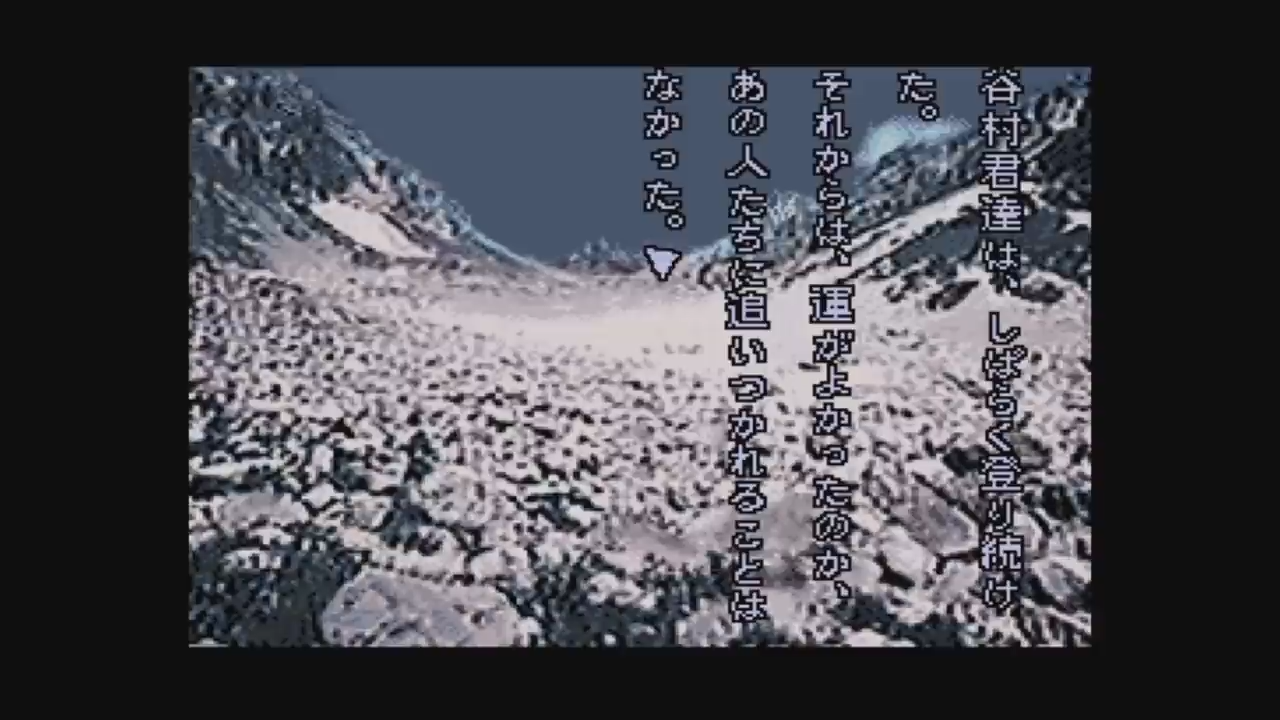 谷村君達は、しばらく登り続け
た。
それからは、運がよかったのか、
あの人たちに追いつかれることは
なかった。